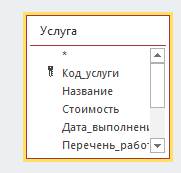 Услуга
*
Код_услуги
Название
Стоимость
Дата_выполнени
Перечень_работ